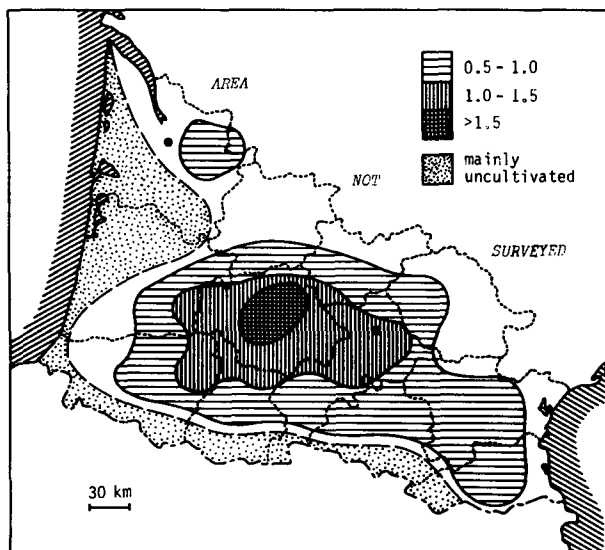 AREA
NOT
SURVEYED
0.5 - 1.0
1.0 - 1.5
>1.5
mainly
uncultivated
30 km